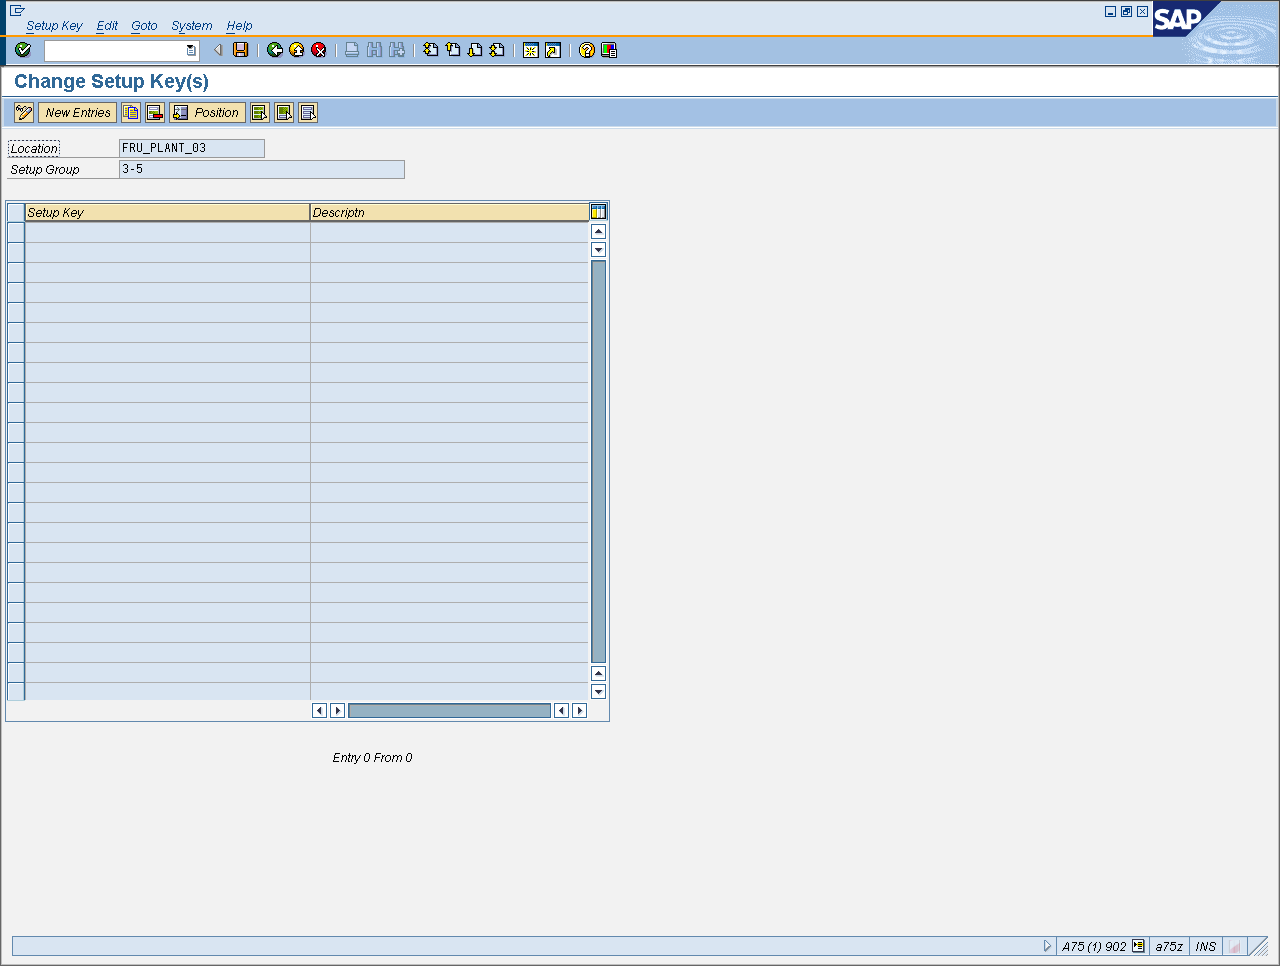 Setup Key Edit Goto System Help
SAP
Change Setup Key(s)
New Entries Position
Location FRU_PLANT_03
Setup Group 3-5
Setup Key Descriptn
Entry 0 From 0
A75 (1) 902 a75z INS